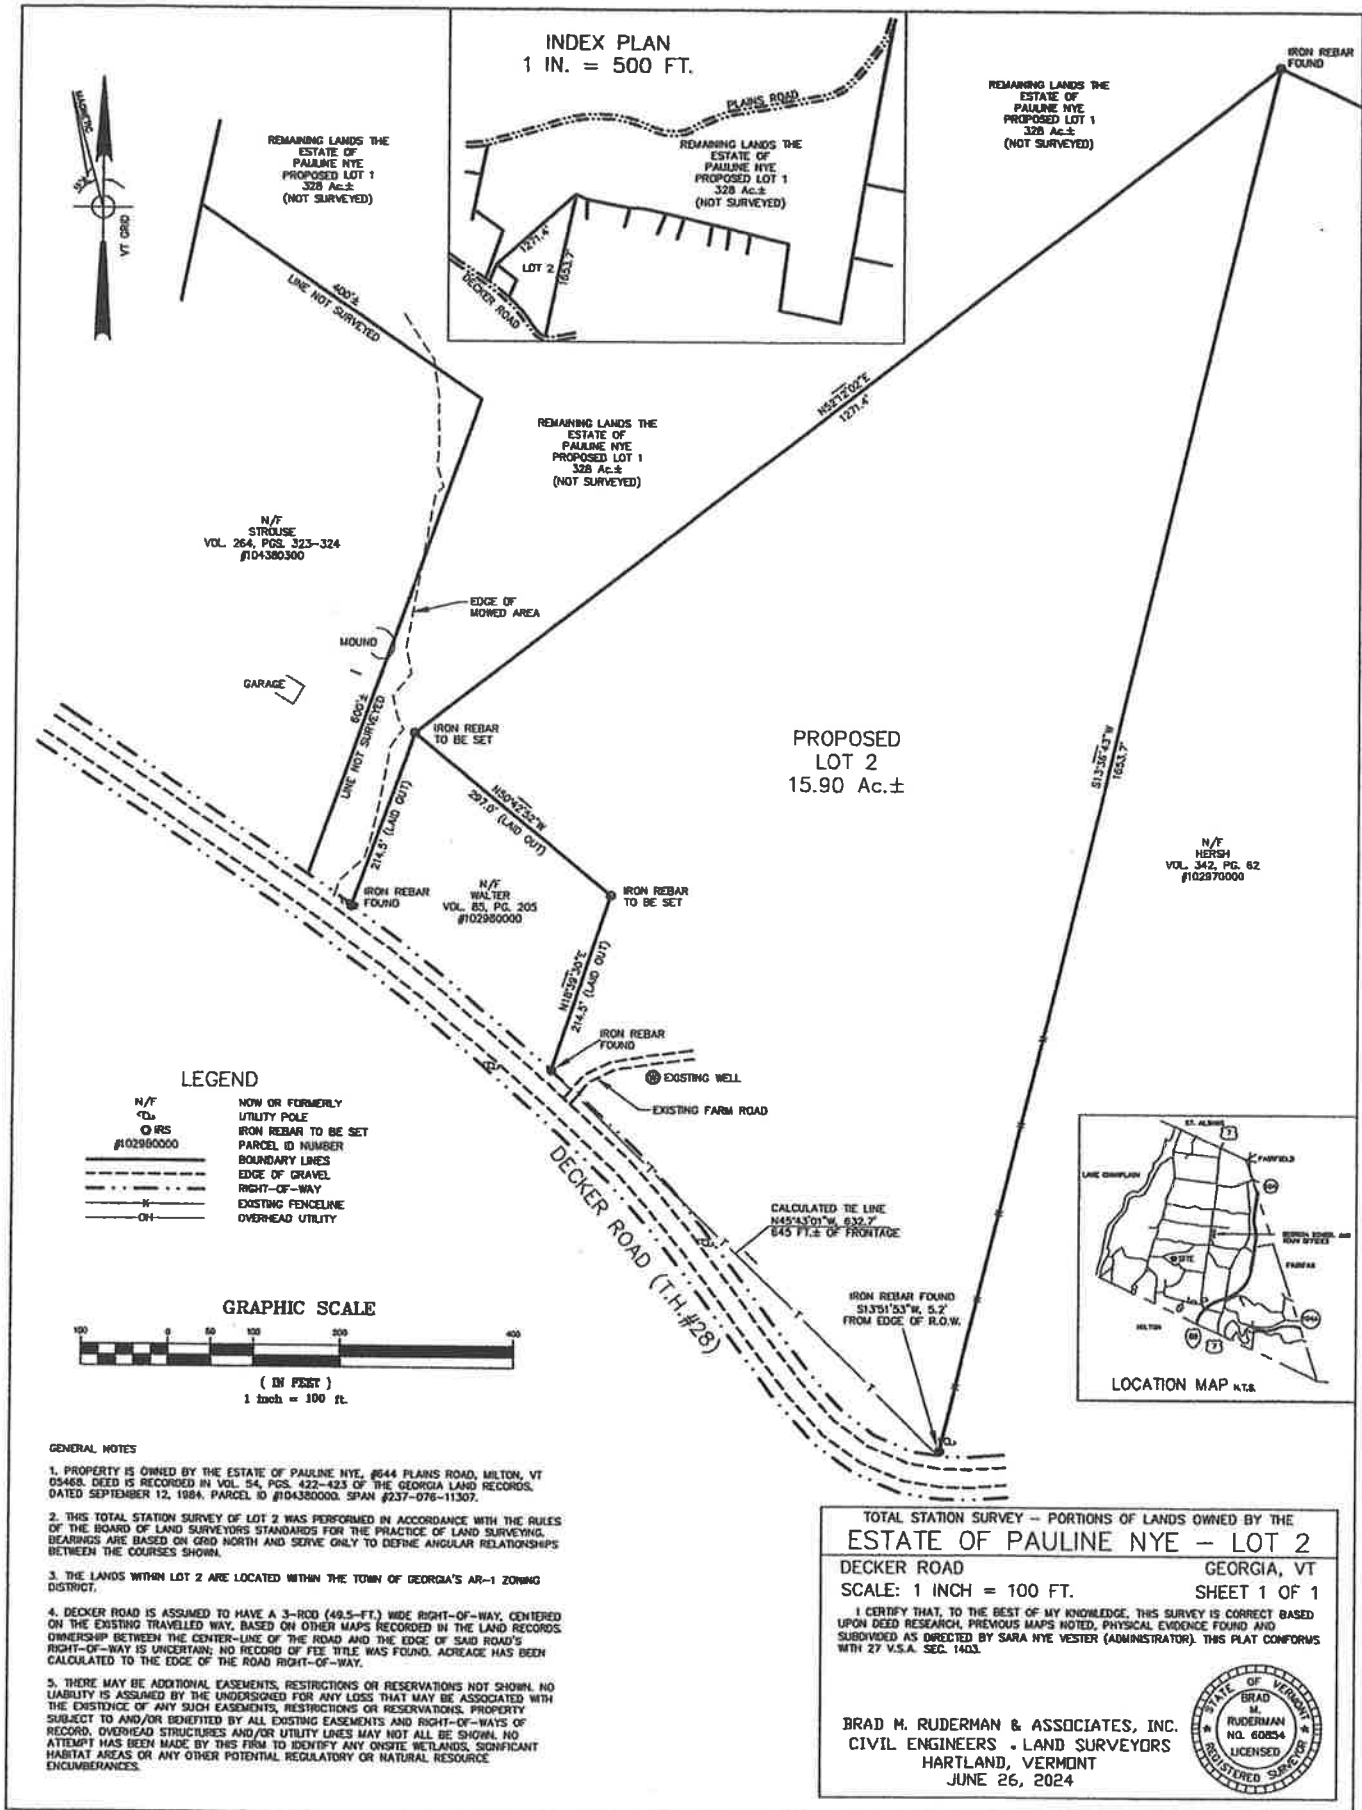 INDEX PLAN
1 IN. = 500 FT.
PLAINS ROAD
REMAINING LANDS THE
ESTATE OF
PAULINE NYE
PROPOSED LOT 1
328 Ac.±
(NOT SURVEYED)
1271.4'
LOT 2
1653.7'
DECKER ROAD
MAGNETIC
VT GRID
REMAINING LANDS THE
ESTATE OF
PAULINE NYE
PROPOSED LOT 1
328 Ac.±
(NOT SURVEYED)
REMAINING LANDS THE
ESTATE OF
PAULINE NYE
PROPOSED LOT 1
328 Ac.±
(NOT SURVEYED)
IRON REBAR
FOUND
400'±
LINE NOT SURVEYED
N52°12'02"E
1271.4'
REMAINING LANDS THE
ESTATE OF
PAULINE NYE
PROPOSED LOT 1
328 Ac.±
(NOT SURVEYED)
N/F
STROUSE
VOL. 264, PGS. 323-324
#104380300
EDGE OF
MOWED AREA
MOUND
GARAGE
600'±
LINE NOT SURVEYED
IRON REBAR
TO BE SET
214.5' (LAID OUT)
N50°42'52"W
297.0' (LAID OUT)
PROPOSED
LOT 2
15.90 Ac.±
S13°36'43"W
1653.7'
N/F
HERSH
VOL. 342, PG. 62
#102970000
IRON REBAR
FOUND
N/F
WALTER
VOL. 85, PG. 205
#102980000
IRON REBAR
TO BE SET
N18°39'30"E
214.5' (LAID OUT)
IRON REBAR
FOUND
EXISTING WELL
EXISTING FARM ROAD
DECKER ROAD (T.H.#28)
CALCULATED TIE LINE
N45°43'01"W, 632.7'
645 FT.± OF FRONTAGE
IRON REBAR FOUND
S13°51'53"W, 5.2'
FROM EDGE OF R.O.W.
LEGEND
N/F NOW OR FORMERLY
UTILITY POLE
IRS IRON REBAR TO BE SET
#102980000 PARCEL ID NUMBER
BOUNDARY LINES
EDGE OF GRAVEL
RIGHT-OF-WAY
X EXISTING FENCELINE
OH OVERHEAD UTILITY
GRAPHIC SCALE
100 0 50 100 200 400
( IN FEET )
1 inch = 100 ft.
ST. ALBANS
7
FAIRFIELD
LAKE CHAMPLAIN
104
GEORGIA SCHOOL AND
TOWN OFFICES
SITE
FAIRFAX
104A
MILTON
89
7
LOCATION MAP N.T.S.
GENERAL NOTES
1. PROPERTY IS OWNED BY THE ESTATE OF PAULINE NYE, #644 PLAINS ROAD, MILTON, VT
05468. DEED IS RECORDED IN VOL. 54, PGS. 422-423 OF THE GEORGIA LAND RECORDS,
DATED SEPTEMBER 12, 1984. PARCEL ID #104380000. SPAN #237-076-11307.
2. THIS TOTAL STATION SURVEY OF LOT 2 WAS PERFORMED IN ACCORDANCE WITH THE RULES
OF THE BOARD OF LAND SURVEYORS STANDARDS FOR THE PRACTICE OF LAND SURVEYING.
BEARINGS ARE BASED ON GRID NORTH AND SERVE ONLY TO DEFINE ANGULAR RELATIONSHIPS
BETWEEN THE COURSES SHOWN.
3. THE LANDS WITHIN LOT 2 ARE LOCATED WITHIN THE TOWN OF GEORGIA'S AR-1 ZONING
DISTRICT.
4. DECKER ROAD IS ASSUMED TO HAVE A 3-ROD (49.5-FT.) WIDE RIGHT-OF-WAY, CENTERED
ON THE EXISTING TRAVELLED WAY, BASED ON OTHER MAPS RECORDED IN THE LAND RECORDS.
OWNERSHIP BETWEEN THE CENTER-LINE OF THE ROAD AND THE EDGE OF SAID ROAD'S
RIGHT-OF-WAY IS UNCERTAIN; NO RECORD OF FEE TITLE WAS FOUND. ACREAGE HAS BEEN
CALCULATED TO THE EDGE OF THE ROAD RIGHT-OF-WAY.
5. THERE MAY BE ADDITIONAL EASEMENTS, RESTRICTIONS OR RESERVATIONS NOT SHOWN. NO
LIABILITY IS ASSUMED BY THE UNDERSIGNED FOR ANY LOSS THAT MAY BE ASSOCIATED WITH
THE EXISTENCE OF ANY SUCH EASEMENTS, RESTRICTIONS OR RESERVATIONS. PROPERTY
SUBJECT TO AND/OR BENEFITED BY ALL EXISTING EASEMENTS AND RIGHT-OF-WAYS OF
RECORD. OVERHEAD STRUCTURES AND/OR UTILITY LINES MAY NOT ALL BE SHOWN. NO
ATTEMPT HAS BEEN MADE BY THIS FIRM TO IDENTIFY ANY ONSITE WETLANDS, SIGNIFICANT
HABITAT AREAS OR ANY OTHER POTENTIAL REGULATORY OR NATURAL RESOURCE
ENCUMBERANCES.
TOTAL STATION SURVEY - PORTIONS OF LANDS OWNED BY THE
ESTATE OF PAULINE NYE - LOT 2
DECKER ROAD GEORGIA, VT
SCALE: 1 INCH = 100 FT. SHEET 1 OF 1
I CERTIFY THAT, TO THE BEST OF MY KNOWLEDGE, THIS SURVEY IS CORRECT BASED
UPON DEED RESEARCH, PREVIOUS MAPS NOTED, PHYSICAL EVIDENCE FOUND AND
SUBDIVIDED AS DIRECTED BY SARA NYE VESTER (ADMINISTRATOR). THIS PLAT CONFORMS
WITH 27 V.S.A. SEC. 1403.
BRAD M. RUDERMAN & ASSOCIATES, INC.
CIVIL ENGINEERS . LAND SURVEYORS
HARTLAND, VERMONT
JUNE 26, 2024
STATE OF VERMONT
BRAD
M.
RUDERMAN
NO. 60854
LICENSED
REGISTERED SURVEYOR